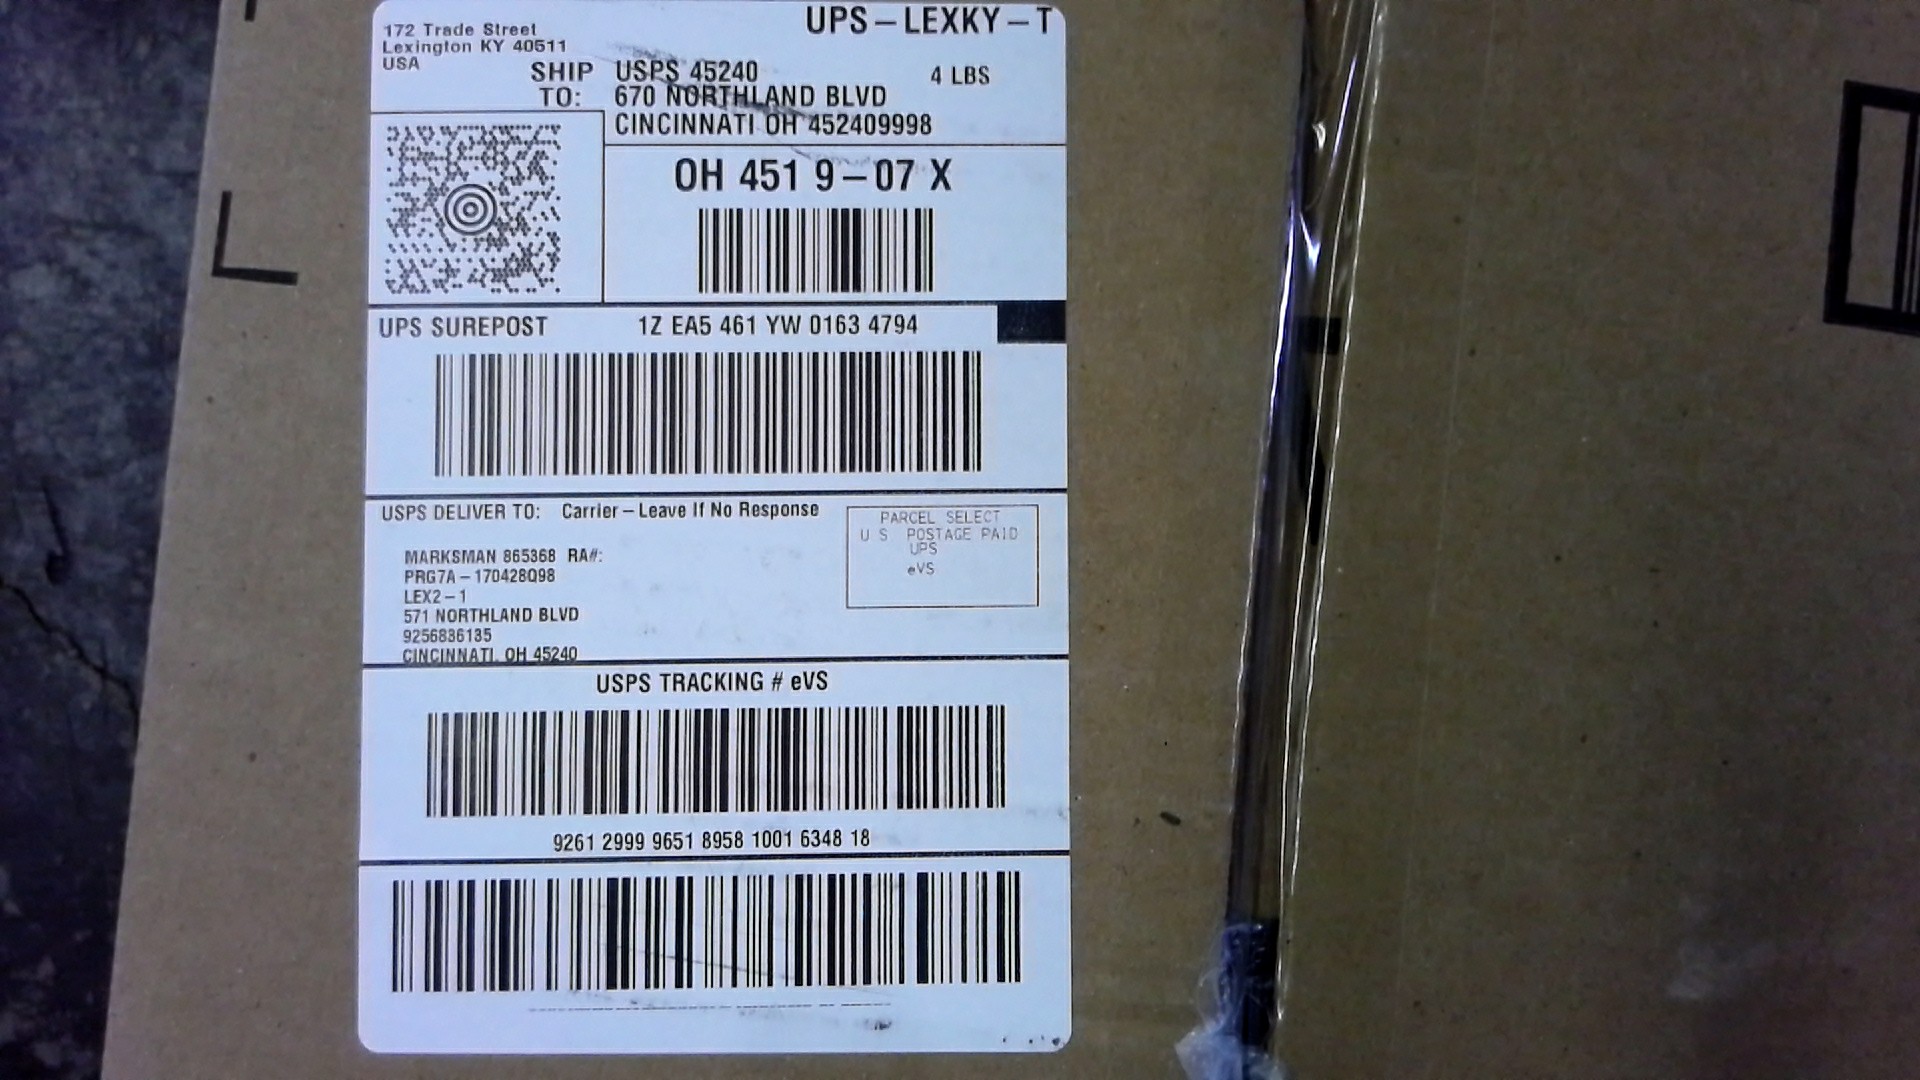 172 Trade Street
Lexington KY 40511
USA
UPS-LEXKY-T
4 LBS
SHIP TO:
USPS 45240
670 NORTHLAND BLVD
CINCINNATI OH 452409998
OH 451 9-07 X
UPS SUREPOST 1Z EA5 461 YW 0163 4794
USPS DELIVER TO: Carrier-Leave If No Response
MARKSMAN 865368 RA#:
PRG7A-170428Q98
LEX2-1
571 NORTHLAND BLVD
9256836135
CINCINNATI, OH 45240
PARCEL SELECT
U S POSTAGE PAID
UPS
eVS
USPS TRACKING # eVS
9261 2999 9651 8958 1001 6348 18